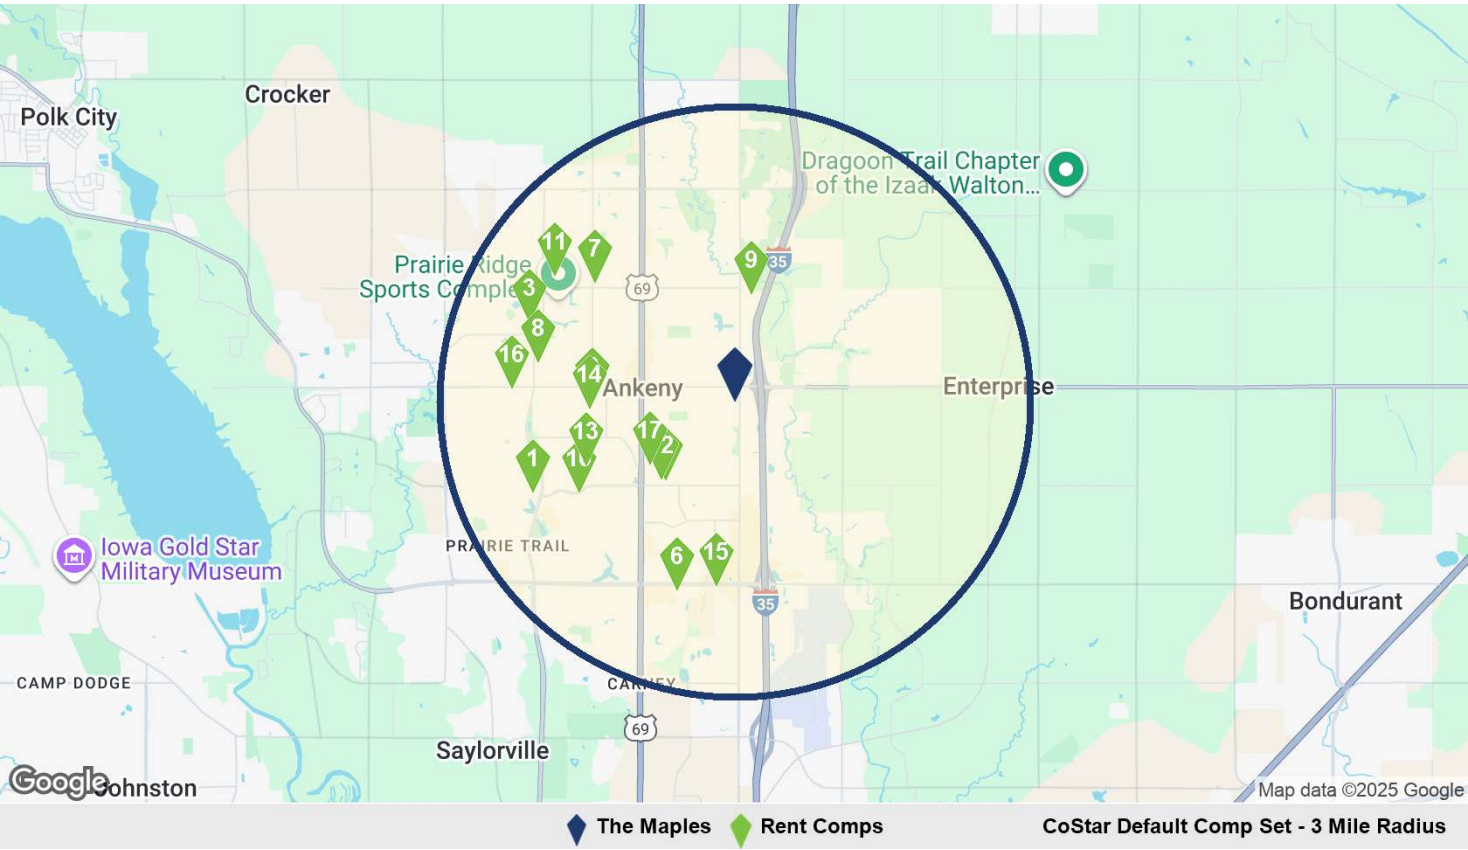 Crocker
Polk City
Dragoon Trail Chapter
of the Izaak Walton...
11
7
9
35
Prairie Ridge
Sports Comple
3
69
8
16
14
Ankeny
Enterprise
13
17
2
1
10
PRAIRIE TRAIL
6
15
Iowa Gold Star
Military Museum
35
Bondurant
CAMP DODGE
CARNEY
69
Saylorville
Google
Johnston
Map data ©2025 Google
The Maples
Rent Comps
CoStar Default Comp Set - 3 Mile Radius